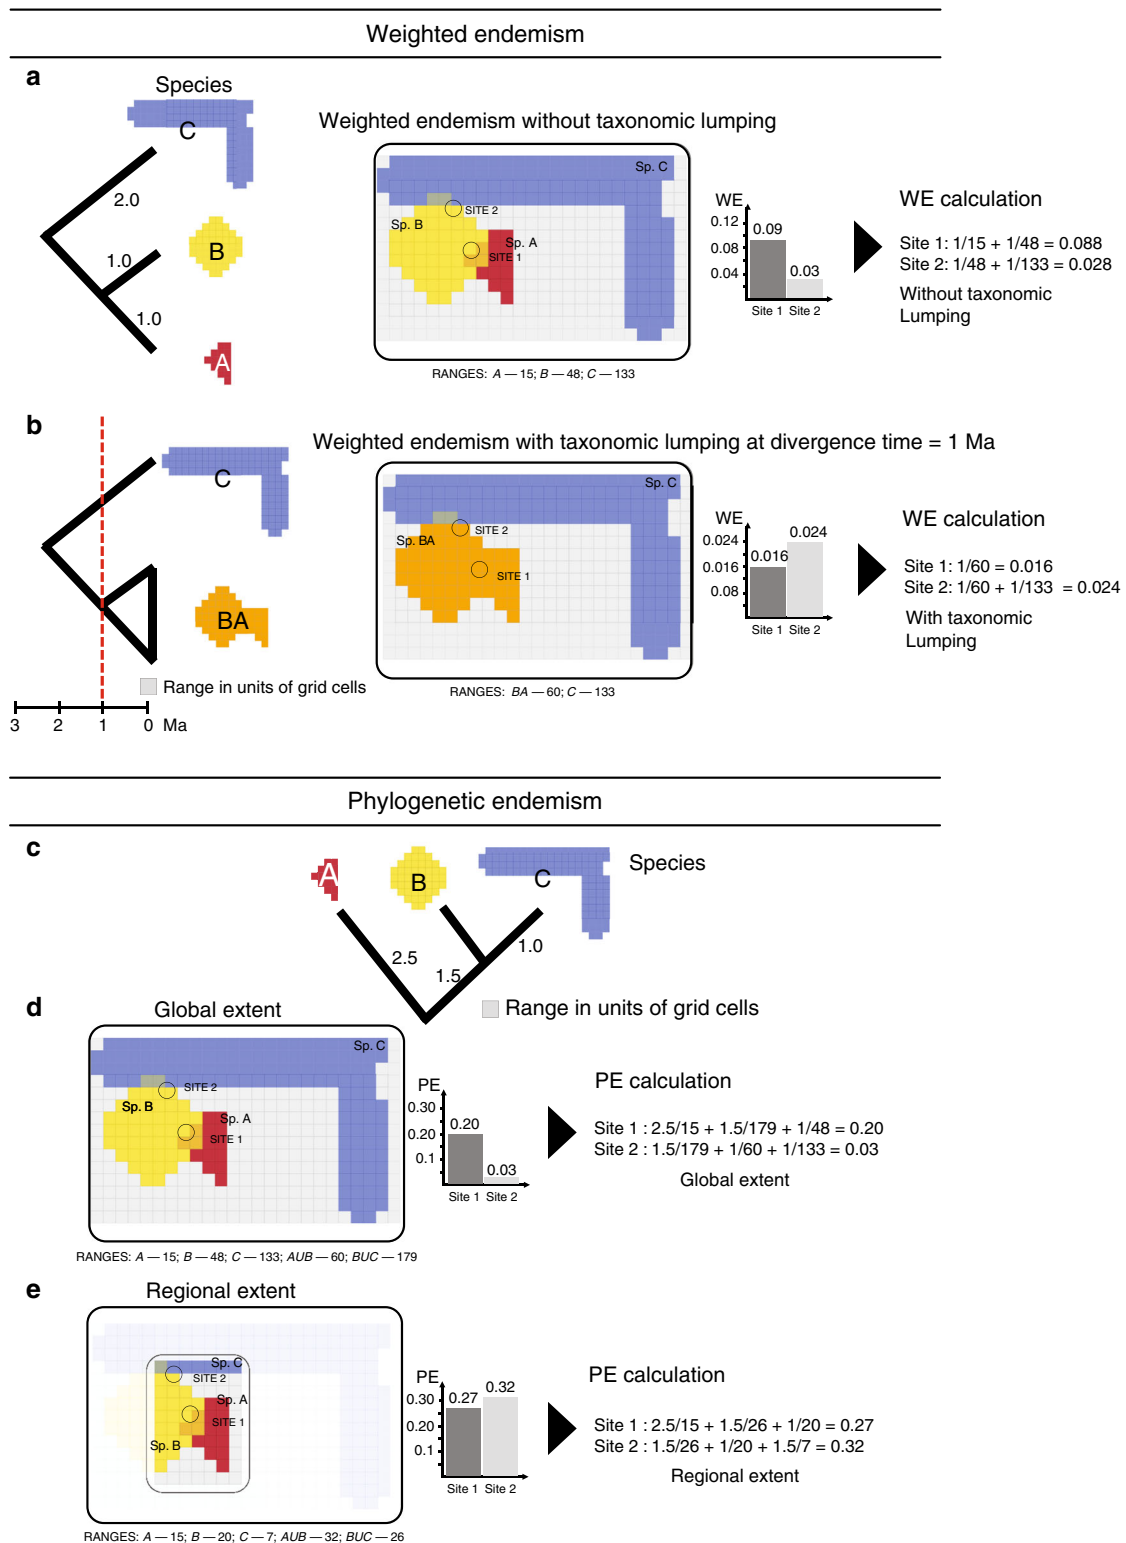 Weighted endemism
a
Species
C
2.0
B
1.0
1.0
A
Weighted endemism without taxonomic lumping
Sp. C
SITE 2
Sp. B
Sp. A
SITE 1
RANGES: A — 15; B — 48; C — 133
WE
0.12
0.08
0.04
0.09
0.03
Site 1 Site 2
WE calculation
Site 1: 1/15 + 1/48 = 0.088
Site 2: 1/48 + 1/133 = 0.028
Without taxonomic
Lumping
b
C
BA
Range in units of grid cells
3 2 1 0 Ma
Weighted endemism with taxonomic lumping at divergence time = 1 Ma
Sp. C
SITE 2
Sp. BA
SITE 1
RANGES: BA — 60; C — 133
WE
0.024
0.016
0.08
0.016
0.024
Site 1 Site 2
WE calculation
Site 1: 1/60 = 0.016
Site 2: 1/60 + 1/133 = 0.024
With taxonomic
Lumping
Phylogenetic endemism
c
A
B
C
Species
2.5
1.5
1.0
Range in units of grid cells
d
Global extent
Sp. C
SITE 2
Sp. B
Sp. A
SITE 1
RANGES: A — 15; B — 48; C — 133; AUB — 60; BUC — 179
PE
0.30
0.20
0.1
0.20
0.03
Site 1 Site 2
PE calculation
Site 1 : 2.5/15 + 1.5/179 + 1/48 = 0.20
Site 2 : 1.5/179 + 1/60 + 1/133 = 0.03
Global extent
e
Regional extent
Sp. C
SITE 2
Sp. A
SITE 1
Sp. B
RANGES: A — 15; B — 20; C — 7; AUB — 32; BUC — 26
PE
0.30
0.20
0.1
0.27
0.32
Site 1 Site 2
PE calculation
Site 1 : 2.5/15 + 1.5/26 + 1/20 = 0.27
Site 2 : 1.5/26 + 1/20 + 1.5/7 = 0.32
Regional extent